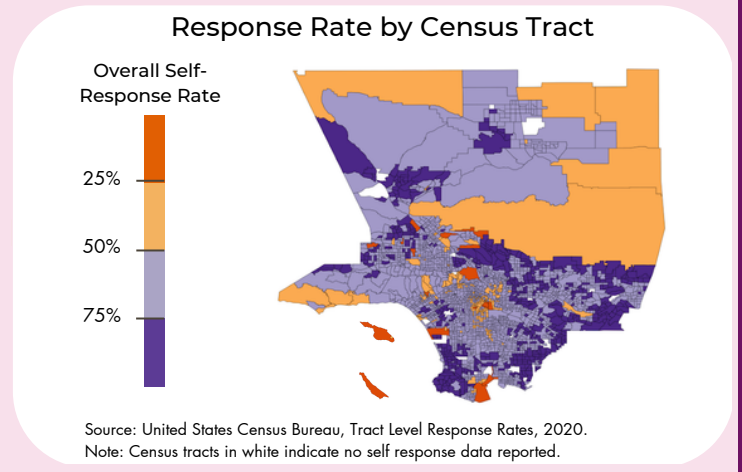 Response Rate by Census Tract
Overall Self-
Response Rate
25%
50%
75%
Source: United States Census Bureau, Tract Level Response Rates, 2020.
Note: Census tracts in white indicate no self response data reported.